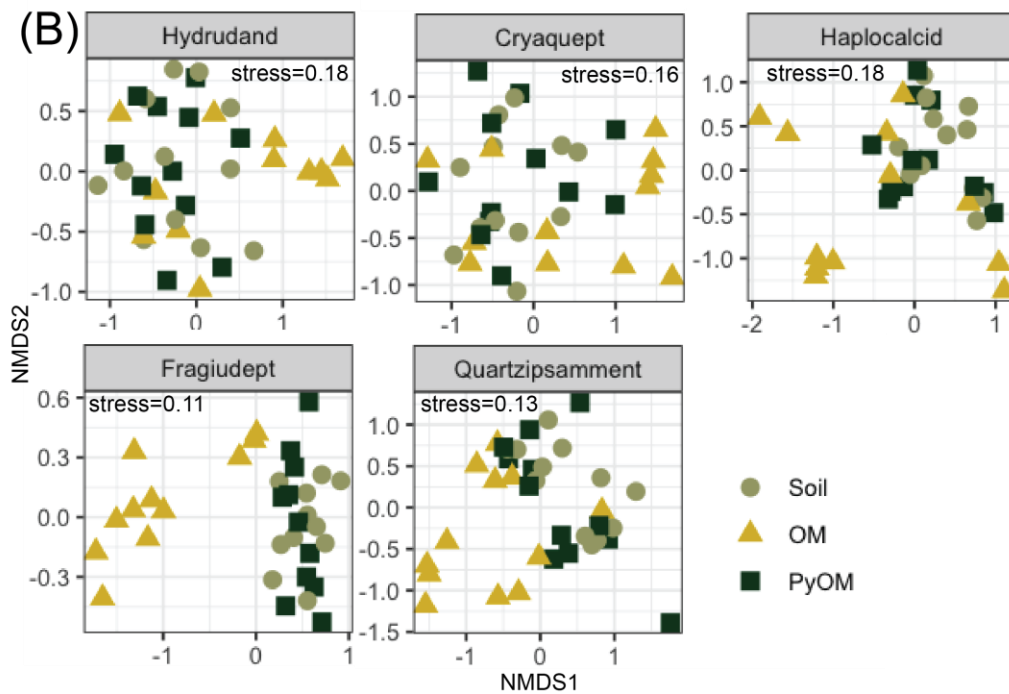 (B)
Hydrudand Cryaquept Haplocalcid
stress=0.18 stress=0.16 stress=0.18
0.5 1.0 1.0
0.0 0.5 0.5
-0.5 0.0 0.0
-1.0 -0.5 -0.5
-1.0 -1.0
-1 0 1 -1 0 1 -2 -1 0 1
NMDS2
Fragiudept Quartzipsamment
stress=0.11 stress=0.13
0.6 1.0
0.3 0.5
0.0 0.0
-0.3 -0.5
-1.0
-1.5
-1 0 1 -1 0 1
NMDS1
Soil
OM
PyOM